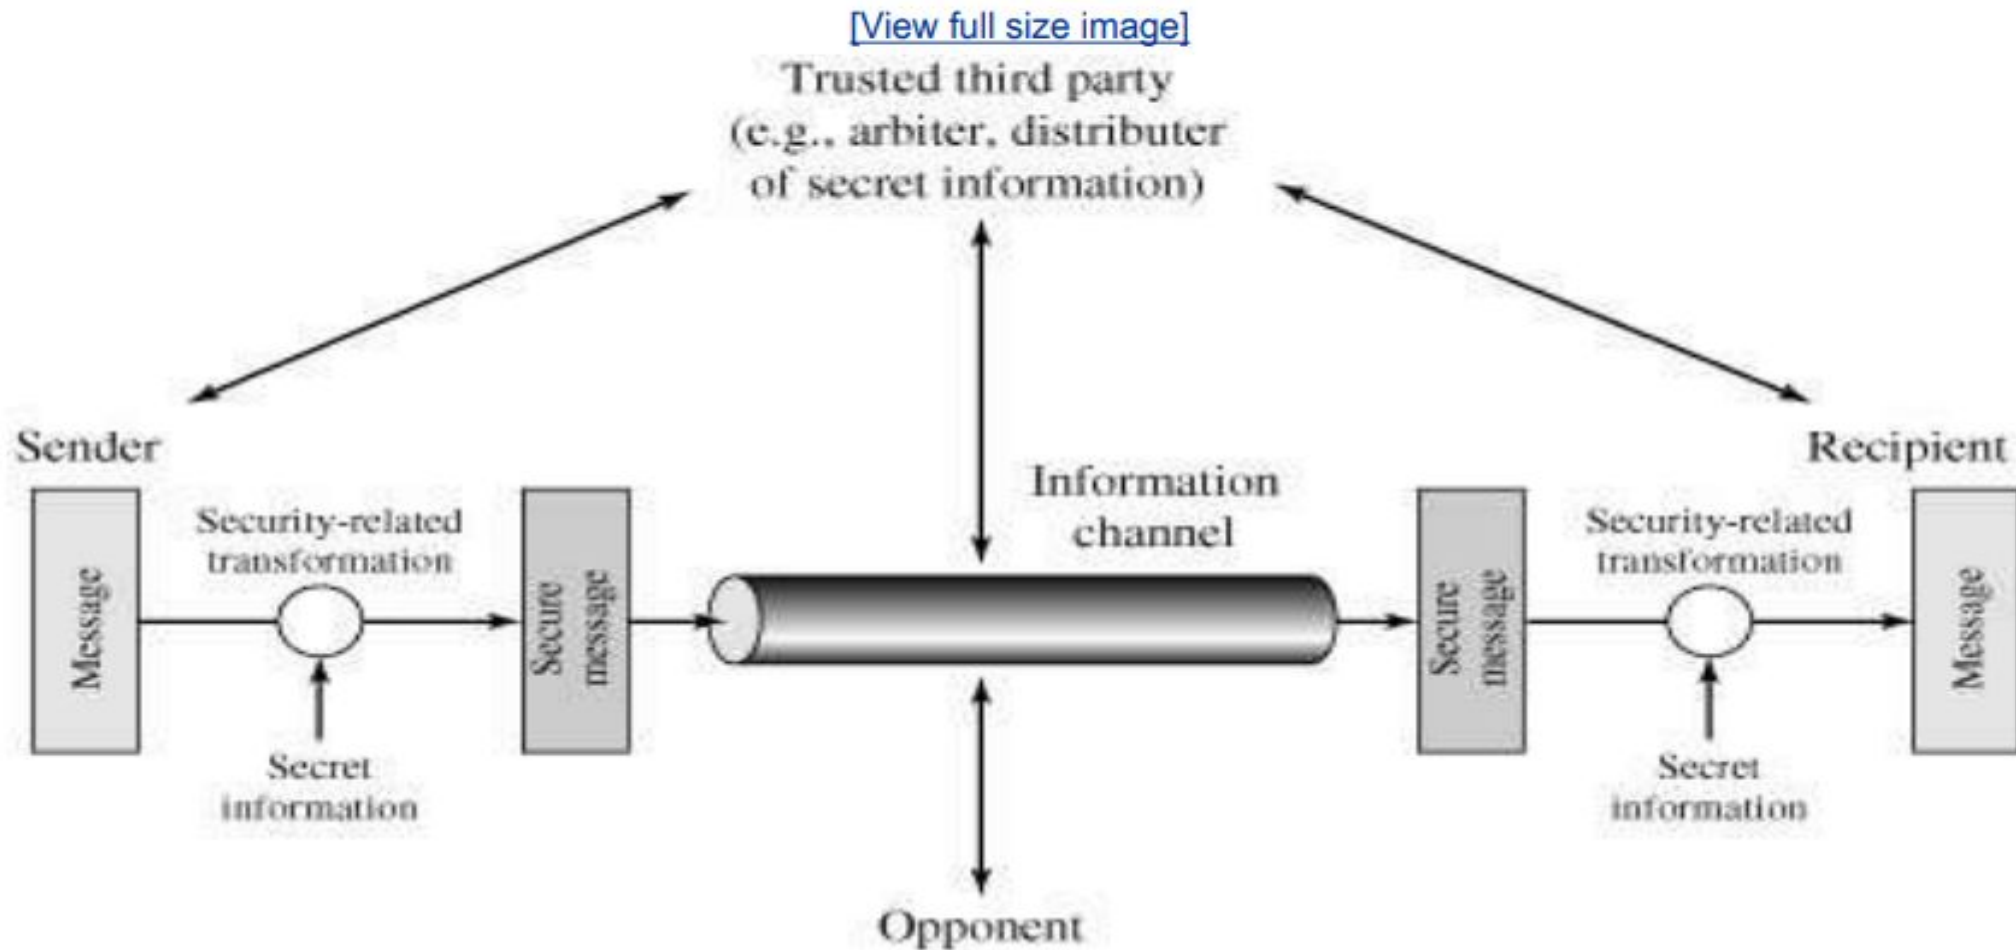 [View full size image]
Trusted third party
(e.g., arbiter, distributer
of secret information)
Sender
Recipient
Information
channel
Security-related
transformation
Security-related
transformation
Message
Secure
message
Secure
message
Message
Secret
information
Secret
information
Opponent